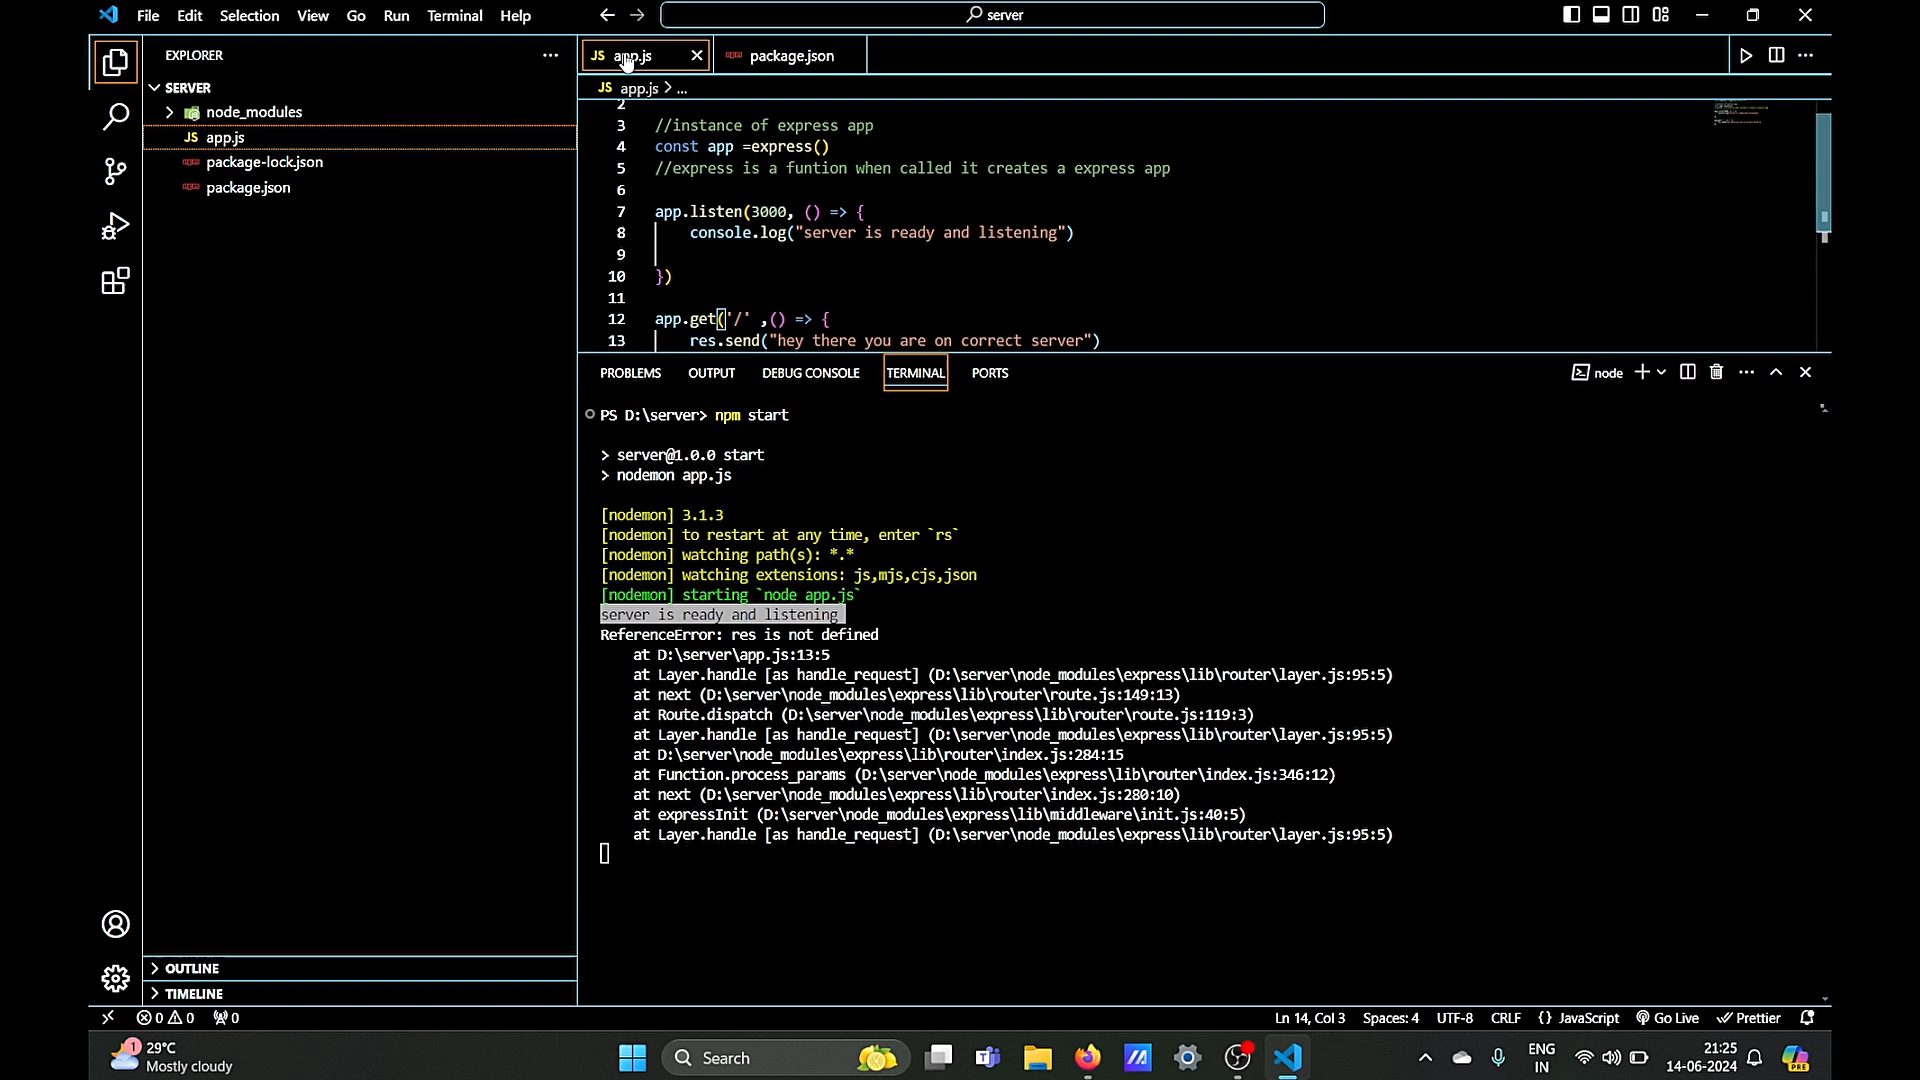 File Edit Selection View Go Run Terminal Help
server
EXPLORER
SERVER
node_modules
JS app.js
package-lock.json
package.json
JS app.js
package.json
JS app.js > ...
2
3 //instance of express app
4 const app =express()
5 //express is a funtion when called it creates a express app
6
7 app.listen(3000, () => {
8 console.log("server is ready and listening")
9
10 })
11
12 app.get('/' ,() => {
13 res.send("hey there you are on correct server")
PROBLEMS OUTPUT DEBUG CONSOLE TERMINAL PORTS
node
PS D:\server> npm start
> server@1.0.0 start
> nodemon app.js
[nodemon] 3.1.3
[nodemon] to restart at any time, enter `rs`
[nodemon] watching path(s): *.*
[nodemon] watching extensions: js,mjs,cjs,json
[nodemon] starting `node app.js`
server is ready and listening
ReferenceError: res is not defined
at D:\server\app.js:13:5
at Layer.handle [as handle_request] (D:\server\node_modules\express\lib\router\layer.js:95:5)
at next (D:\server\node_modules\express\lib\router\route.js:149:13)
at Route.dispatch (D:\server\node_modules\express\lib\router\route.js:119:3)
at Layer.handle [as handle_request] (D:\server\node_modules\express\lib\router\layer.js:95:5)
at D:\server\node_modules\express\lib\router\index.js:284:15
at Function.process_params (D:\server\node_modules\express\lib\router\index.js:346:12)
at next (D:\server\node_modules\express\lib\router\index.js:280:10)
at expressInit (D:\server\node_modules\express\lib\middleware\init.js:40:5)
at Layer.handle [as handle_request] (D:\server\node_modules\express\lib\router\layer.js:95:5)
OUTLINE
TIMELINE
0 0 0
Ln 14, Col 3 Spaces: 4 UTF-8 CRLF {} JavaScript Go Live Prettier
1
29°C
Mostly cloudy
Search
ENG
IN
21:25
14-06-2024
PRE